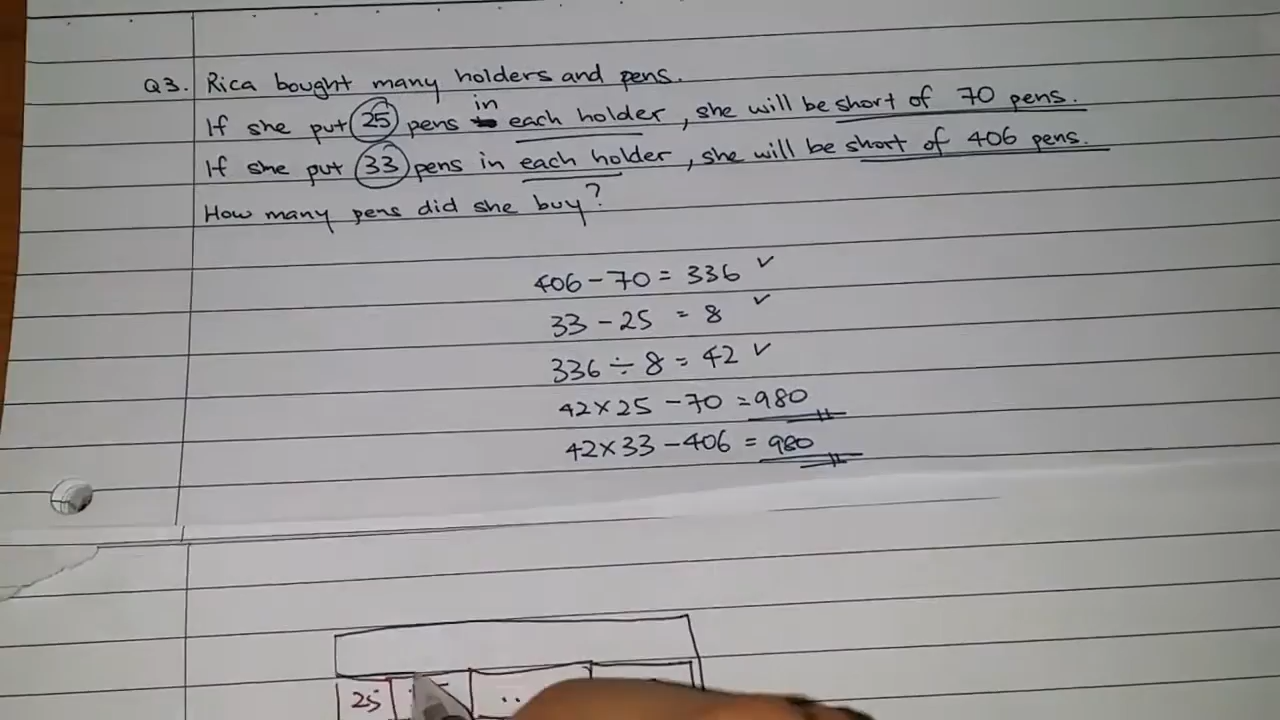 Q3. Rica bought many holders and pens.
If she put 25 pens in each holder, she will be short of 70 pens.
If she put 33 pens in each holder, she will be short of 406 pens.
How many pens did she buy?
406 - 70 = 336 ✓
33 - 25 = 8 ✓
336 ÷ 8 = 42 ✓
42 × 25 - 70 = 980
42 × 33 - 406 = 980
25